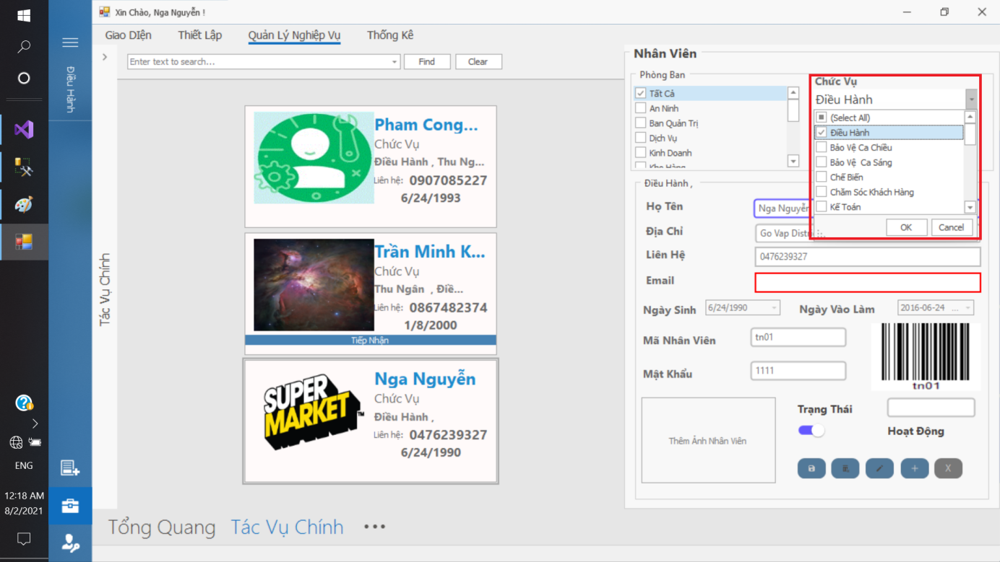 Xin Chào, Nga Nguyễn !
Giao Diện Thiết Lập Quản Lý Nghiệp Vụ Thống Kê
Điều Hành
Enter text to search... Find Clear
Tác Vụ Chính
Pham Cong...
Chức Vụ
Điều Hành , Thu Ng...
Liên hệ: 0907085227
6/24/1993
Trần Minh K...
Chức Vụ
Thu Ngân , Điề...
Liên hệ: 0867482374
1/8/2000
Tiếp Nhận
SUPER
MARKET™
Nga Nguyễn
Chức Vụ
Điều Hành ,
Liên hệ: 0476239327
6/24/1990
Nhân Viên
Phòng Ban
Tất Cả
An Ninh
Ban Quản Trị
Dịch Vụ
Kinh Doanh
Kho Hàng
Chức Vụ
Điều Hành
(Select All)
Điều Hành
Bảo Vệ Ca Chiều
Bảo Vệ Ca Sáng
Chế Biến
Chăm Sóc Khách Hàng
Kế Toán
OK Cancel
Điều Hành ,
Họ Tên Nga Nguyễn
Địa Chỉ Go Vap Distr
Liên Hệ 0476239327
Email
Ngày Sinh 6/24/1990 Ngày Vào Làm 2016-06-24 ...
Mã Nhân Viên tn01
tn01
Mật Khẩu 1111
Thêm Ảnh Nhân Viên
Trạng Thái
Hoạt Động
X
Tổng Quang Tác Vụ Chính •••
ENG
12:18 AM
8/2/2021